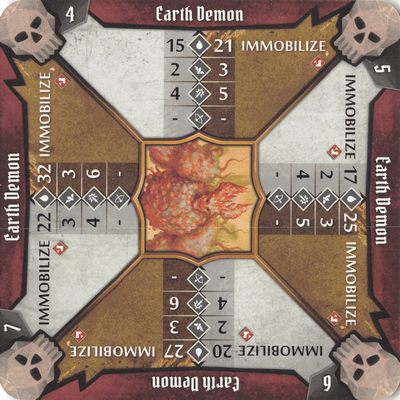 4
Earth Demon
15 21 IMMOBILIZE
2 3
4 5
- -
5
Earth Demon
IMMOBILIZE 17 25 IMMOBILIZE
2 3
4 5
- -
6
Earth Demon
IMMOBILIZE 20 27 IMMOBILIZE
2 3
4 6
- -
7
Earth Demon
IMMOBILIZE 22 32 IMMOBILIZE
3 3
4 6
- -